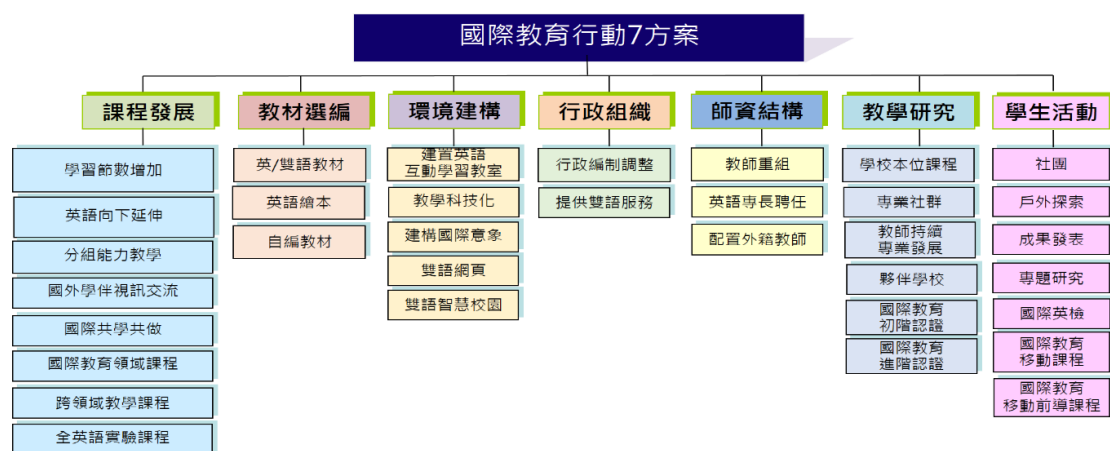 國際教育行動7方案
課程發展
學習節數增加
英語向下延伸
分組能力教學
國外學伴視訊交流
國際共學共做
國際教育領域課程
跨領域教學課程
全英語實驗課程
教材選編
英/雙語教材
英語繪本
自編教材
環境建構
建置英語
互動學習教室
教學科技化
建構國際意象
雙語網頁
雙語智慧校園
行政組織
行政編制調整
提供雙語服務
師資結構
教師重組
英語專長聘任
配置外籍教師
教學研究
學校本位課程
專業社群
教師持續
專業發展
夥伴學校
國際教育
初階認證
國際教育
進階認證
學生活動
社團
戶外探索
成果發表
專題研究
國際英檢
國際教育
移動課程
國際教育
移動前導課程